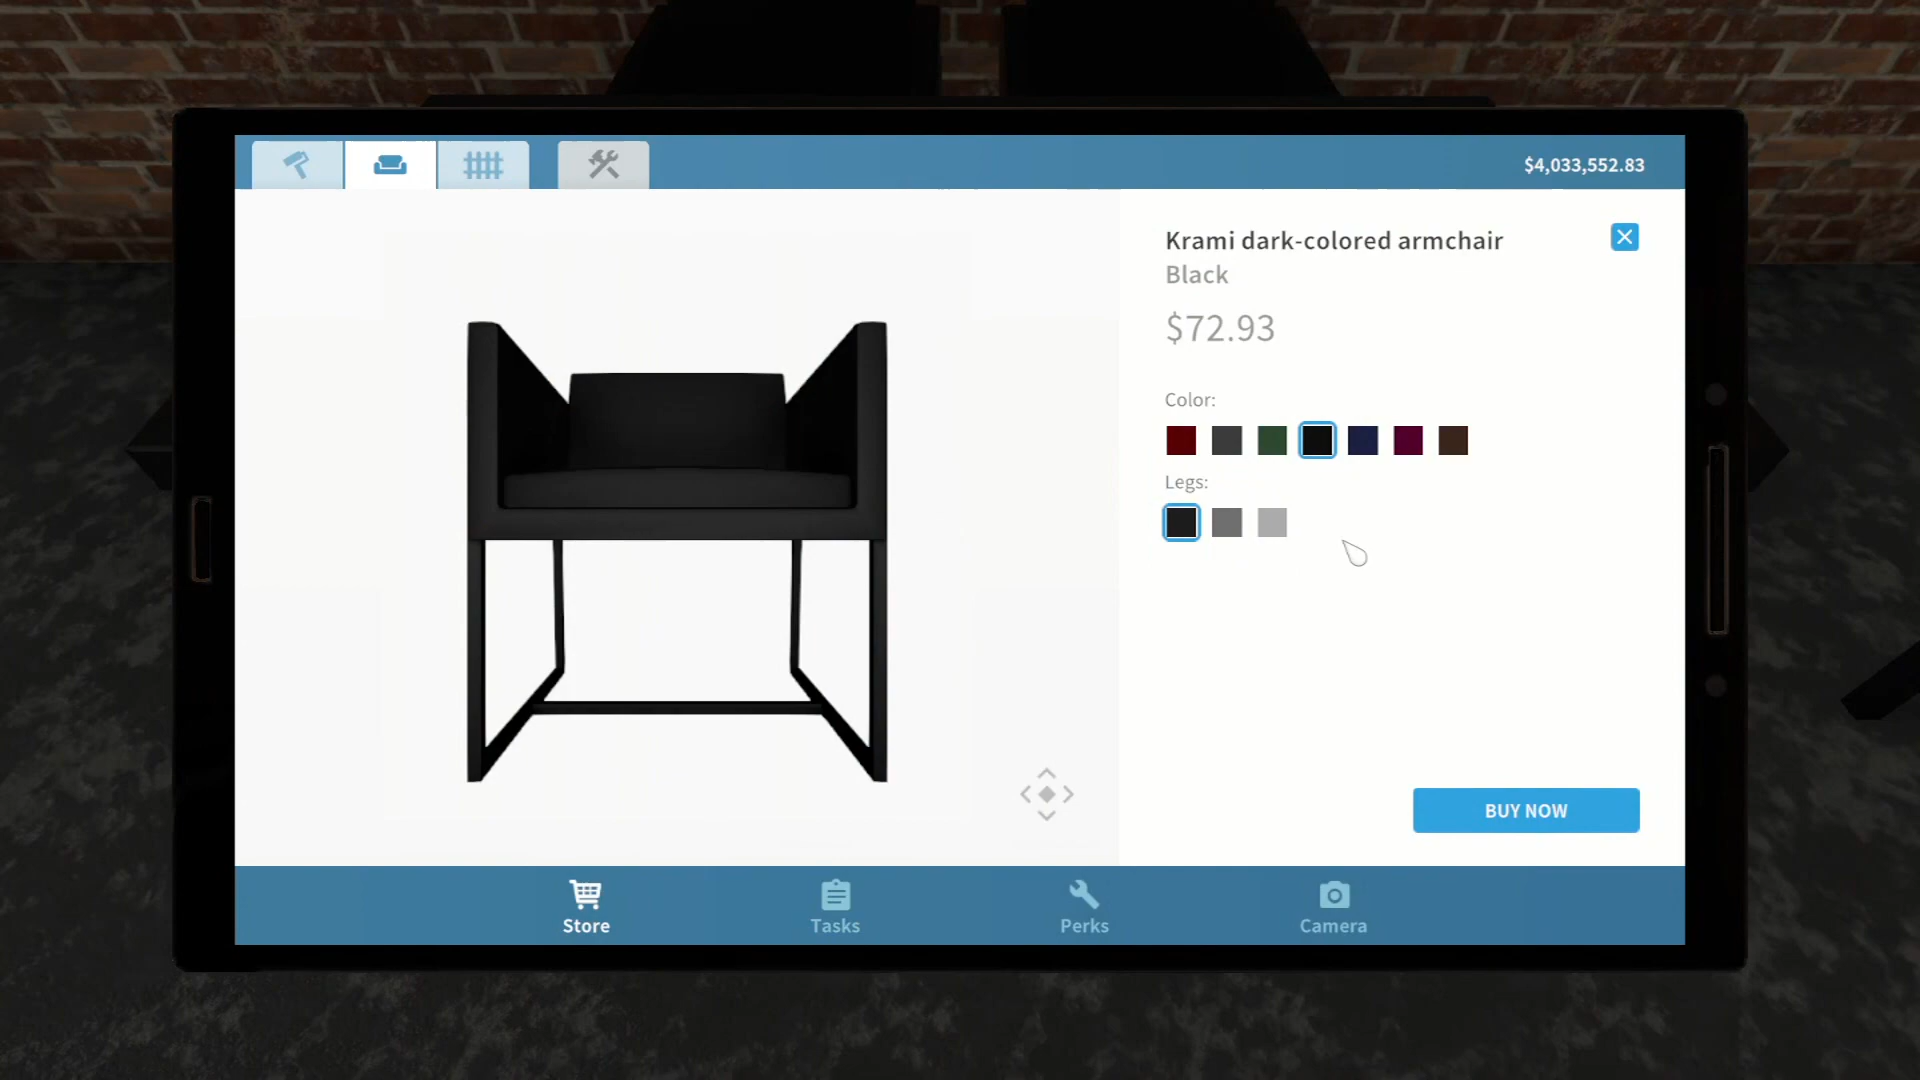 $4,033,552.83
Krami dark-colored armchair
Black
$72.93
Color:
Legs:
BUY NOW
Store
Tasks
Perks
Camera